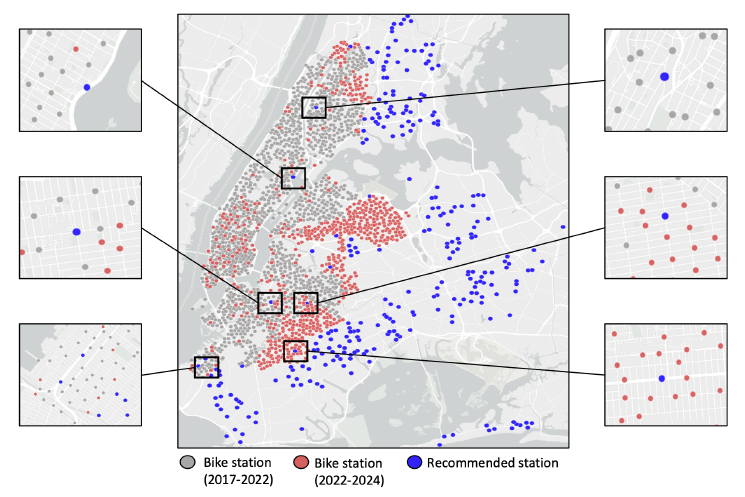 Bike station
(2017-2022)
Bike station
(2022-2024)
Recommended station